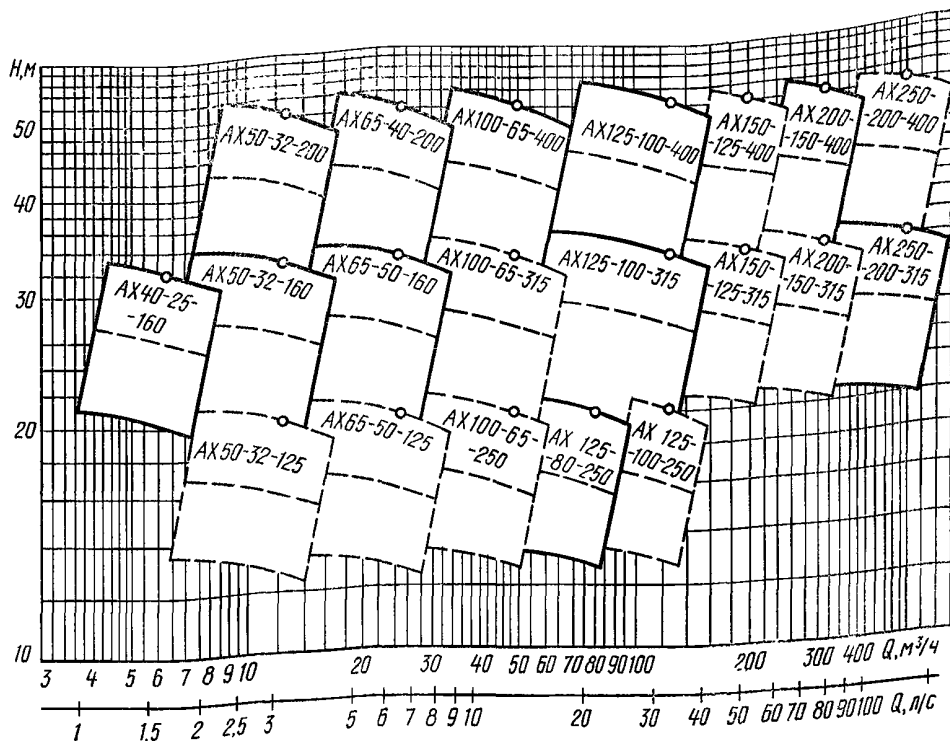 H,м
50
40
30
20
10
АХ50-32-200
АХ65-40-200
АХ100-65-400
АХ125-100-400
АХ150-
-125-400
АХ200-
-150-400
АХ250-
-200-400
АХ40-25-
-160
АХ50-32-160
АХ65-50-160
АХ100-65-315
АХ125-100-315
АХ150-
-125-315
АХ200-
-150-315
АХ250-
-200-315
АХ50-32-125
АХ65-50-125
АХ100-65-
-250
АХ 125-
-80-250
АХ 125-
-100-250
3 4 5 6 7 8 9 10 20 30 40 50 60 70 80 90 100 200 300 400 Q,м³/ч
1 1,5 2 2,5 3 5 6 7 8 9 10 20 30 40 50 60 70 80 90 100 Q,л/с